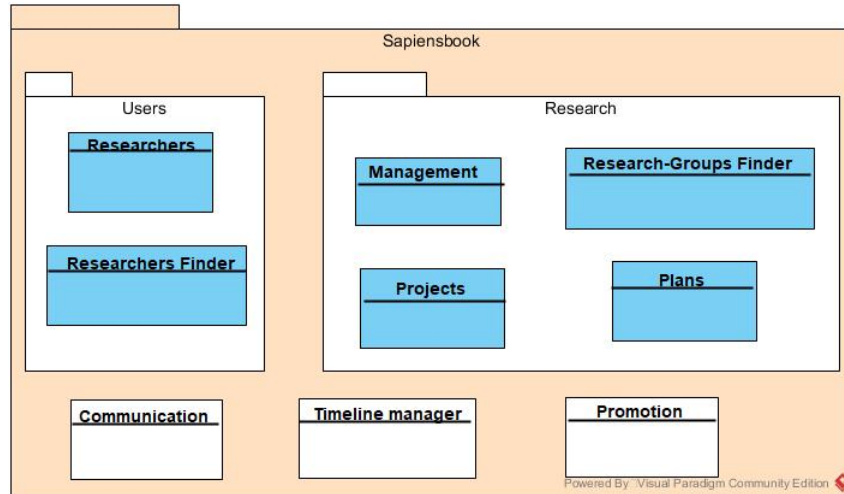 Sapiensbook
Users
Research
Researchers
Management
Research-Groups Finder
Researchers Finder
Projects
Plans
Communication
Timeline manager
Promotion
Powered By Visual Paradigm Community Edition